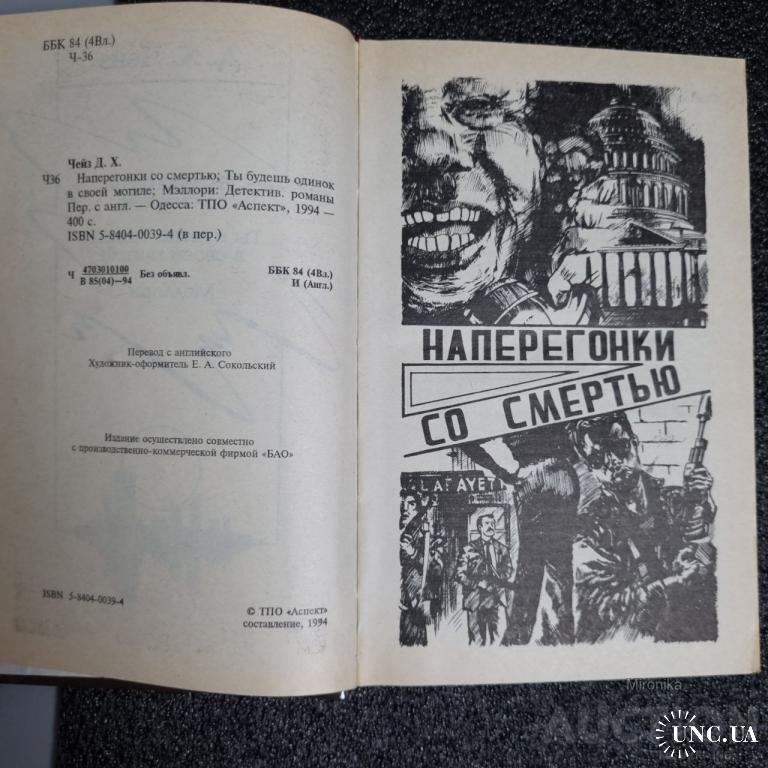 ББК 84 (4Вл.)
Ч-36
Чейз Д. Х.
Ч36 Наперегонки со смертью; Ты будешь одинок
в своей могиле; Мэллори: Детектив. романы
Пер. с англ. — Одесса: ТПО «Аспект», 1994 —
400 с.
ISBN 5-8404-0039-4 (в пер.)
Ч 4703010100 Без объявл. ББК 84 (4Вл.)
В 85(04)—94 И (Англ.)
Перевод с английского
Художник-оформитель Е. А. Сокольский
Издание осуществлено совместно
с производственно-коммерческой фирмой «БАО»
ISBN 5-8404-0039-4
© ТПО «Аспект»
составление, 1994
НАПЕРЕГОНКИ
СО СМЕРТЬЮ
LAFAYET
Mironika
UNC.UA